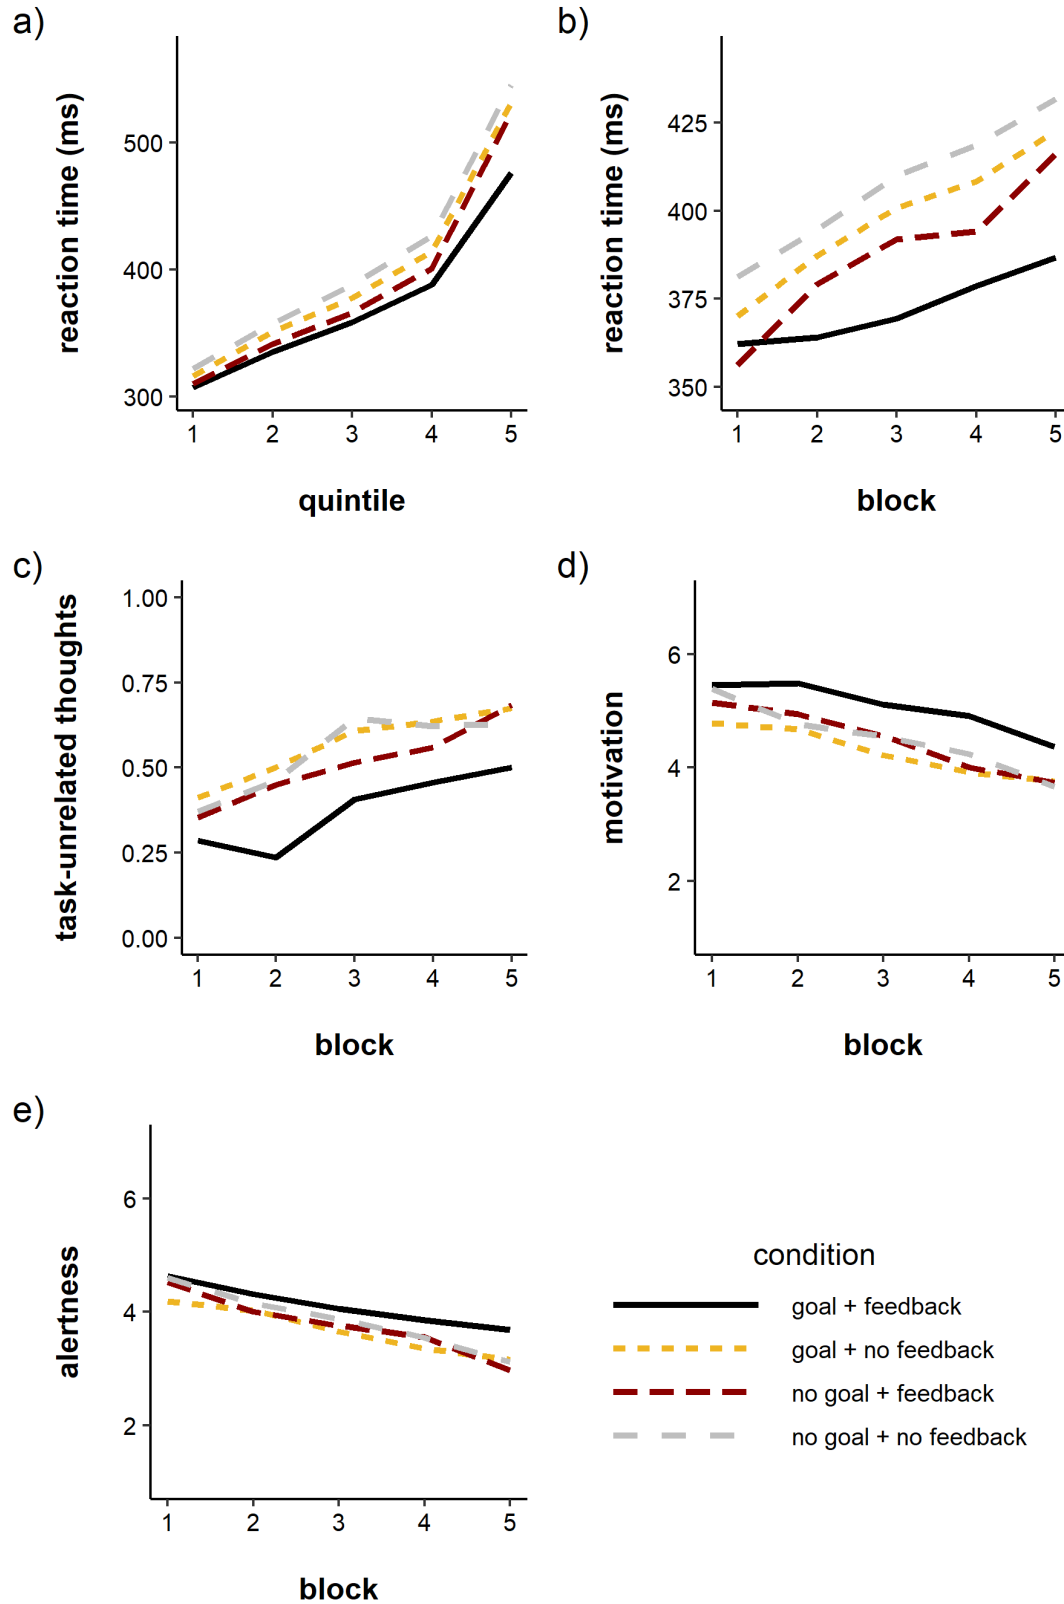 a)
reaction time (ms)
500
400
300
1 2 3 4 5
quintile
b)
reaction time (ms)
425
400
375
350
1 2 3 4 5
block
c)
task-unrelated thoughts
1.00
0.75
0.50
0.25
0.00
1 2 3 4 5
block
d)
motivation
6
4
2
1 2 3 4 5
block
e)
alertness
6
4
2
1 2 3 4 5
block
condition
goal + feedback
goal + no feedback
no goal + feedback
no goal + no feedback